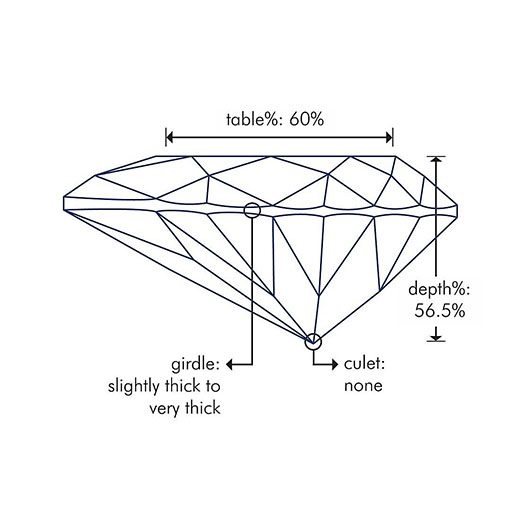 table%: 60%
depth%:
56.5%
girdle:
slightly thick to
very thick
culet:
none